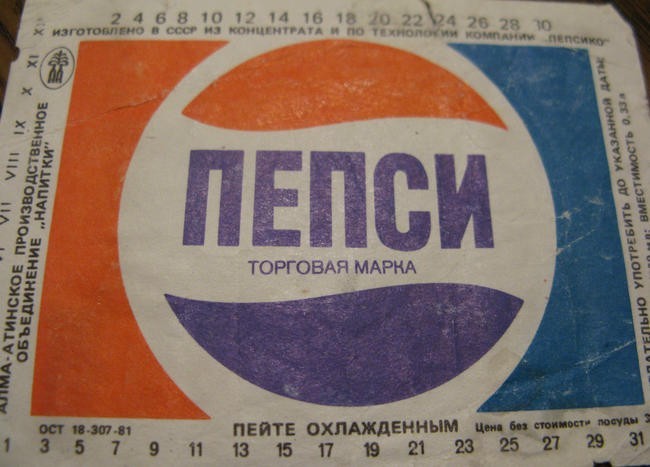 2 4 6 8 10 12 14 16 18 20 22 24 26 28 30
ИЗГОТОВЛЕНО В СССР ИЗ КОНЦЕНТРАТА И ПО ТЕХНОЛОГИИ КОМПАНИИ „ПЕПСИКО"
VII VIII IX X XI
АЛМА-АТИНСКОЕ ПРОИЗВОДСТВЕННОЕ
ОБЪЕДИНЕНИЕ „НАПИТКИ"
ПЕПСИ
ТОРГОВАЯ МАРКА
УПОТРЕБИТЬ ДО УКАЗАННОЙ ДАТЫ:
ВМЕСТИМОСТЬ 0,33 л
ОСТ 18-307-81
ПЕЙТЕ ОХЛАЖДЕННЫМ
Цена без стоимости посуды
1 3 5 7 9 11 13 15 17 19 21 23 25 27 29 31